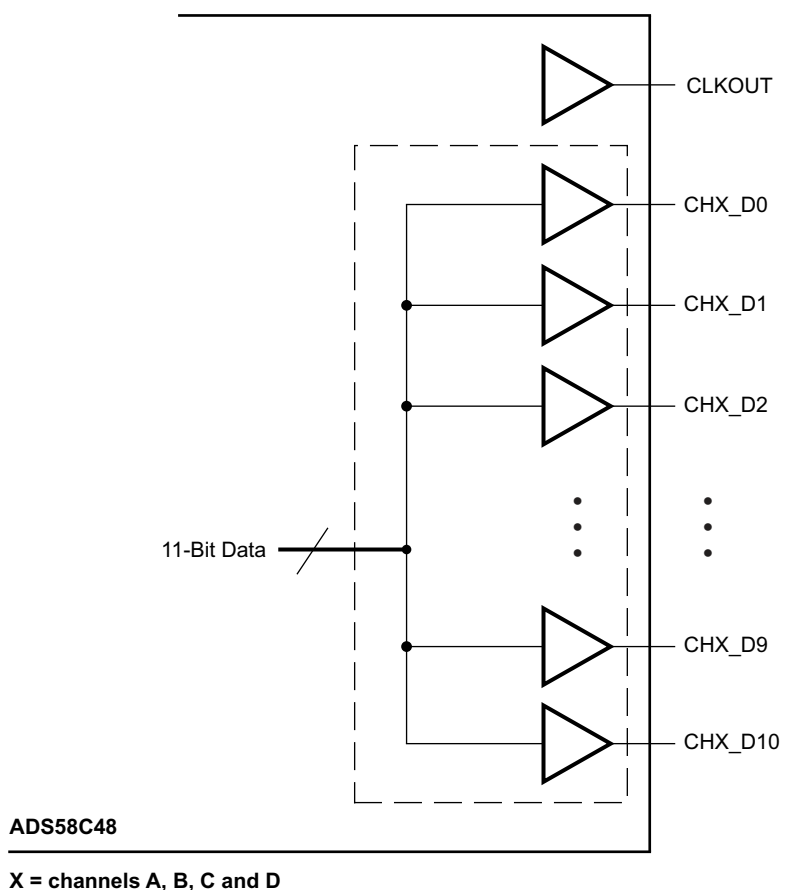 CLKOUT
CHX_D0
CHX_D1
CHX_D2
11-Bit Data
CHX_D9
CHX_D10
ADS58C48
X = channels A, B, C and D